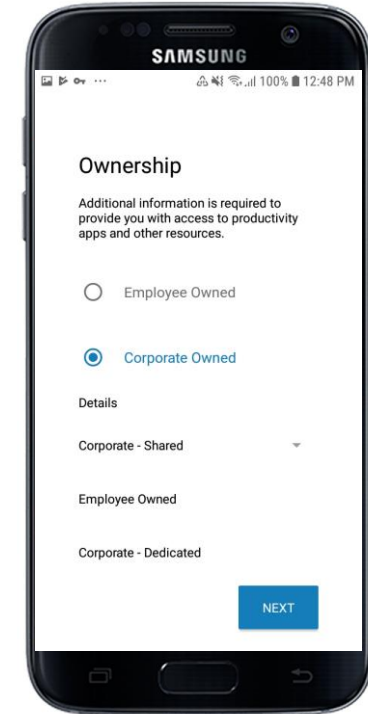 SAMSUNG
100% 12:48 PM
Ownership
Additional information is required to
provide you with access to productivity
apps and other resources.
Employee Owned
Corporate Owned
Details
Corporate - Shared
Employee Owned
Corporate - Dedicated
NEXT